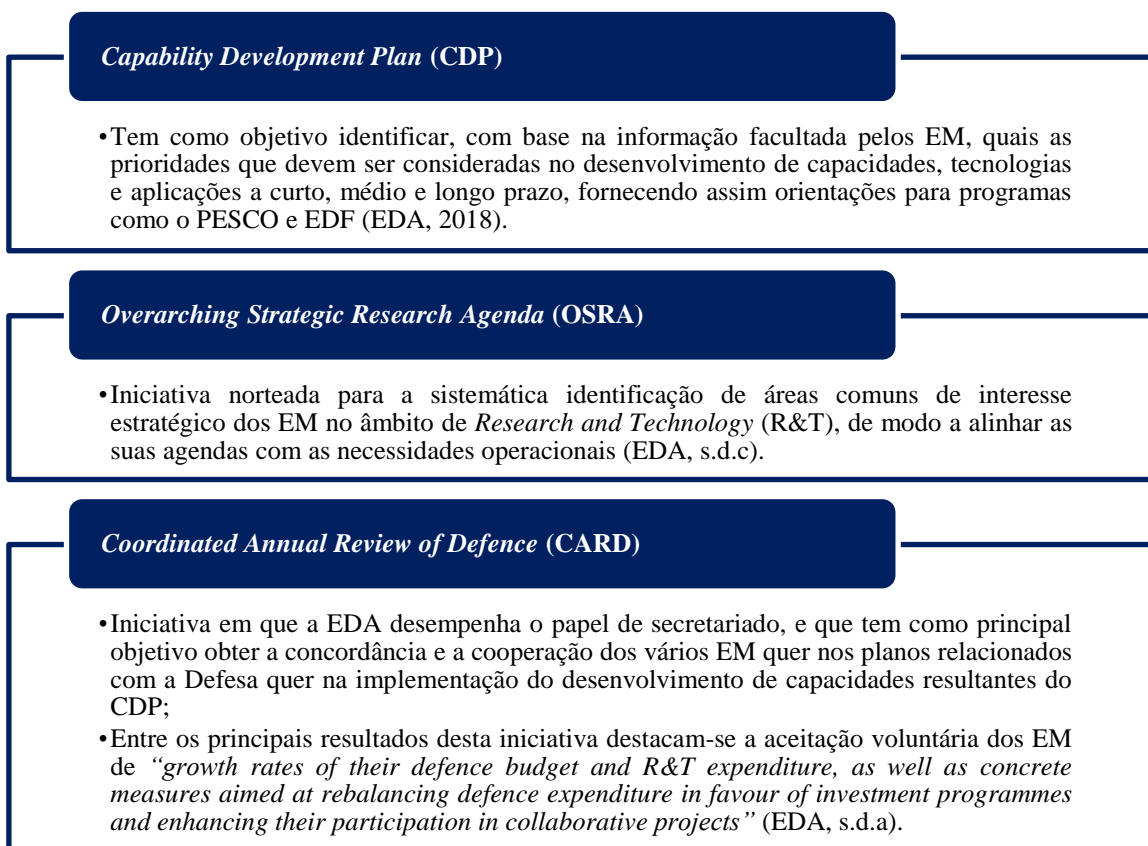 Capability Development Plan (CDP)
•Tem como objetivo identificar, com base na informação facultada pelos EM, quais as
prioridades que devem ser consideradas no desenvolvimento de capacidades, tecnologias
e aplicações a curto, médio e longo prazo, fornecendo assim orientações para programas
como o PESCO e EDF (EDA, 2018).
Overarching Strategic Research Agenda (OSRA)
•Iniciativa norteada para a sistemática identificação de áreas comuns de interesse
estratégico dos EM no âmbito de Research and Technology (R&T), de modo a alinhar as
suas agendas com as necessidades operacionais (EDA, s.d.c).
Coordinated Annual Review of Defence (CARD)
•Iniciativa em que a EDA desempenha o papel de secretariado, e que tem como principal
objetivo obter a concordância e a cooperação dos vários EM quer nos planos relacionados
com a Defesa quer na implementação do desenvolvimento de capacidades resultantes do
CDP;
•Entre os principais resultados desta iniciativa destacam-se a aceitação voluntária dos EM
de “growth rates of their defence budget and R&T expenditure, as well as concrete
measures aimed at rebalancing defence expenditure in favour of investment programmes
and enhancing their participation in collaborative projects” (EDA, s.d.a).